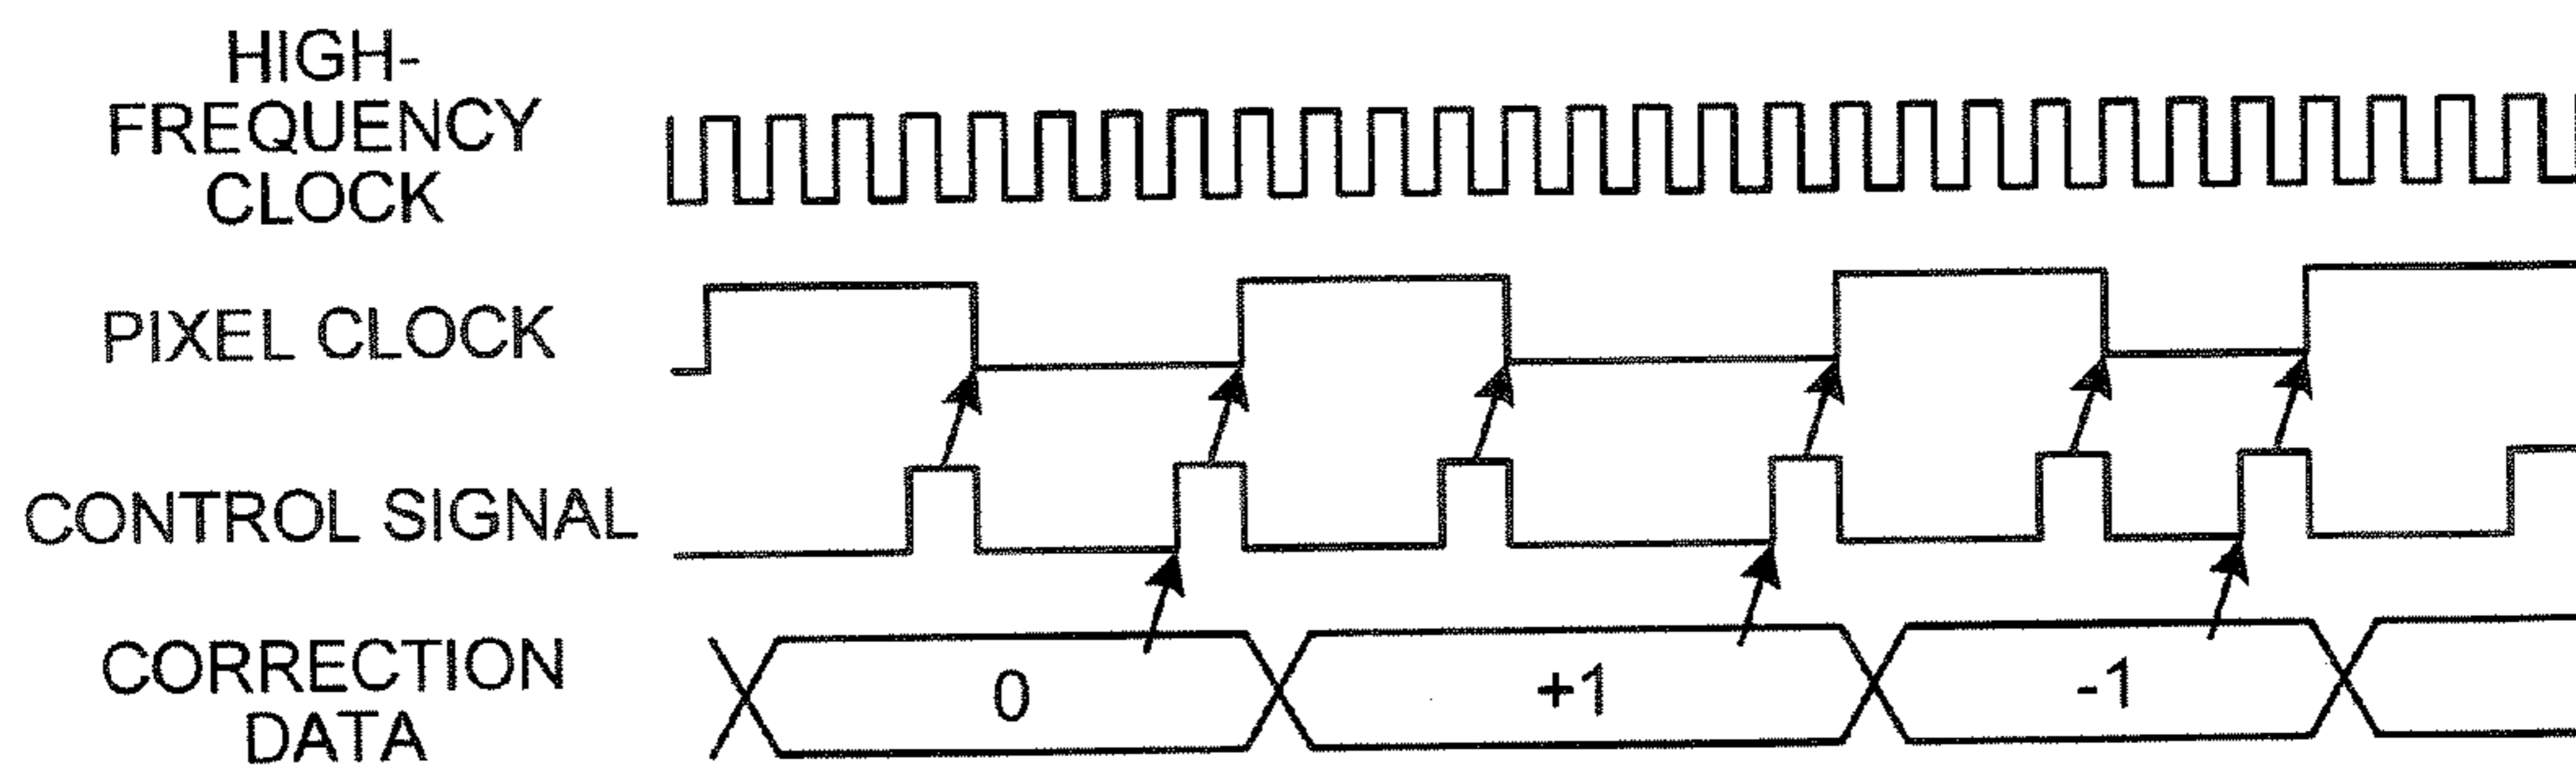 HIGH-
FREQUENCY
CLOCK
PIXEL CLOCK
CONTROL SIGNAL
CORRECTION
DATA
0
+1
-1